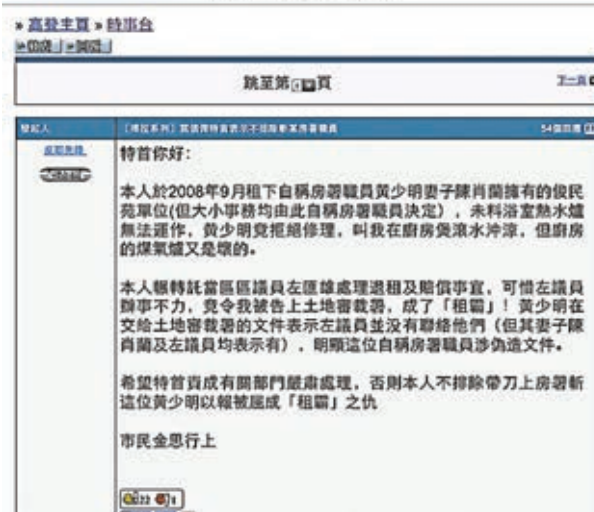 » 高登主頁 » 時事台
跳至第 頁
下一頁
發起人
54個回應
特首你好：
本人於2008年9月租下自稱房署職員黃少明妻子陳肖蘭擁有的俊民
苑單位(但大小事務均由此自稱房署職員決定），未料浴室熱水爐
無法運作，黃少明竟拒絕修理，叫我在廚房煲滾水沖涼，但廚房
的煤氣爐又是壞的。
本人輾轉託當區區議員左匯雄處理退租及賠償事宜，可惜左議員
辦事不力，竟令我被告上土地審裁署，成了「租霸」！黃少明在
交給土地審裁署的文件表示左議員並沒有聯絡他們（但其妻子陳
肖蘭及左議員均表示有），明顯這位自稱房署職員涉偽造文件。
希望特首責成有關部門嚴肅處理，否則本人不排除帶刀上房署斬
這位黃少明以報被屈成「租霸」之仇
市民金思行上